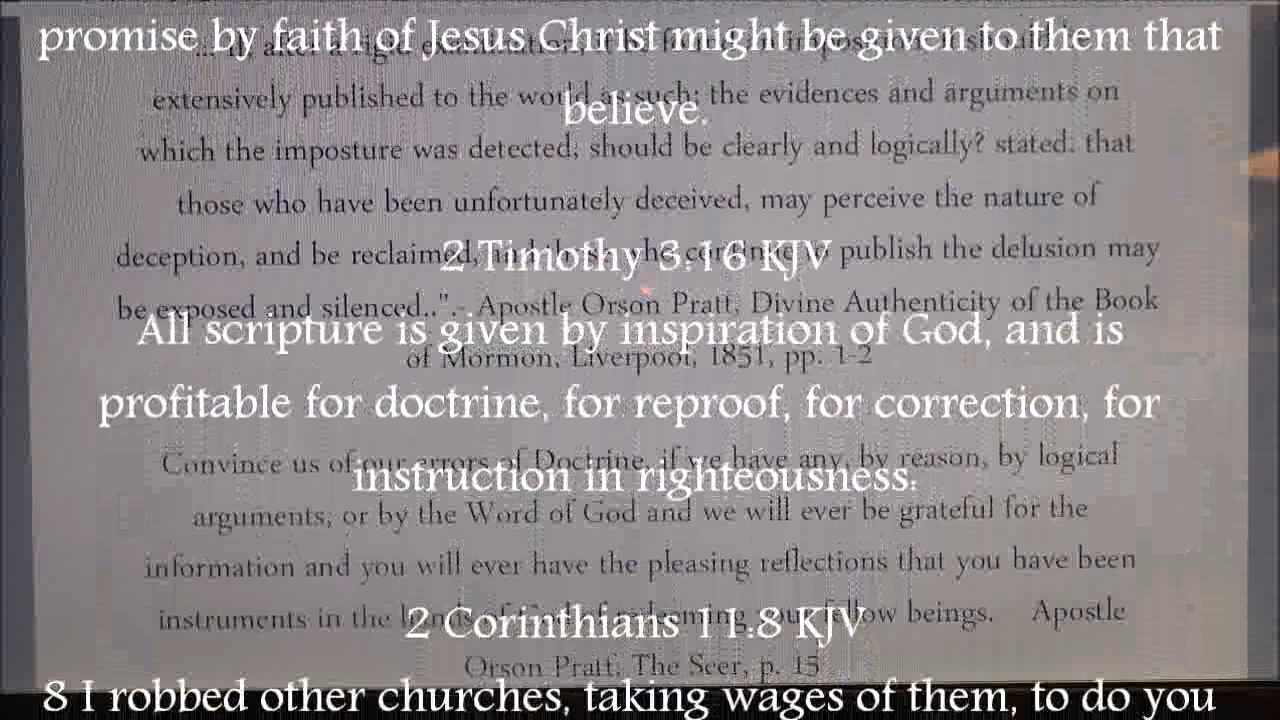 promise by faith of Jesus Christ might be given to them that
extensively published to the world as such; the evidences and arguments on
believe.
which the imposture was detected, should be clearly and logically? stated. that
those who have been unfortunately deceived, may perceive the nature of
deception, and be reclaimed, publish the delusion may
2 Timothy 3:16 KJV
be exposed and silenced.." - Apostle Orson Pratt, Divine Authenticity of the Book
All scripture is given by inspiration of God, and is
of Mormon, Liverpool, 1851, pp. 1-2
profitable for doctrine, for reproof, for correction, for
Convince us of our errors of Doctrine, if we have any, by reason, by logical
instruction in righteousness:
arguments, or by the Word of God and we will ever be grateful for the
information and you will ever have the pleasing reflections that you have been
instruments in the hands of God of redeeming your fellow beings. Apostle
2 Corinthians 11:8 KJV
Orson Pratt, The Seer, p. 15
8 I robbed other churches, taking wages of them, to do you